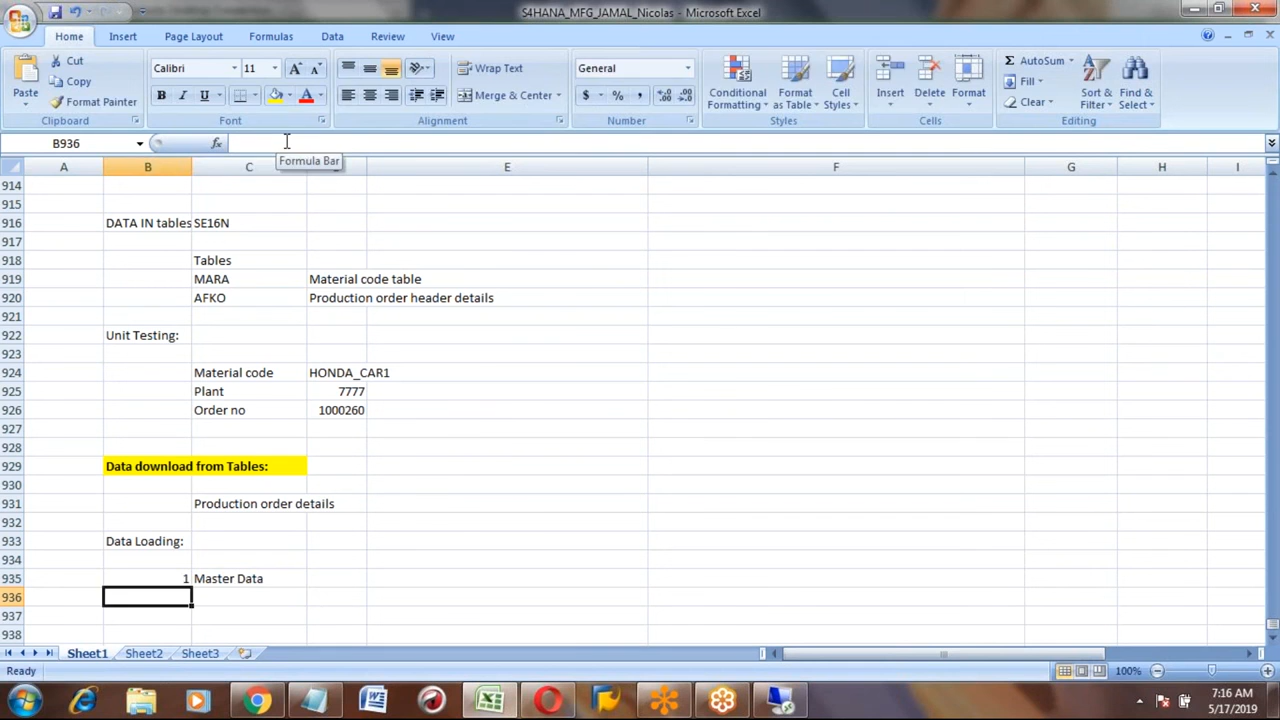 S4HANA_MFG_JAMAL_Nicolas - Microsoft Excel
Home Insert Page Layout Formulas Data Review View
Paste Cut Copy Format Painter Clipboard
Calibri 11 B I U A Font
Wrap Text Merge & Center Alignment
General $ % , Number
Conditional Formatting Format as Table Cell Styles Styles
Insert Delete Format Cells
Σ AutoSum Fill Clear Sort & Filter Find & Select Editing
B936 fx
Formula Bar
A B C E F G H I
914
915
916 DATA IN tables SE16N
917
918 Tables
919 MARA Material code table
920 AFKO Production order header details
921
922 Unit Testing:
923
924 Material code HONDA_CAR1
925 Plant 7777
926 Order no 1000260
927
928
929 Data download from Tables:
930
931 Production order details
932
933 Data Loading:
934
935 1 Master Data
936
937
938
Sheet1 Sheet2 Sheet3
Ready 100%
7:16 AM
5/17/2019